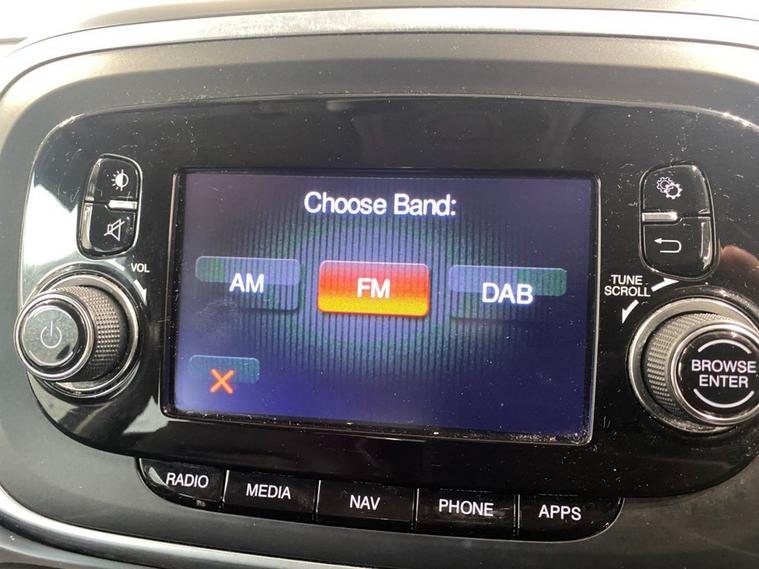 Choose Band:
AM
FM
DAB
VOL
TUNE
SCROLL
BROWSE
ENTER
RADIO
MEDIA
NAV
PHONE
APPS